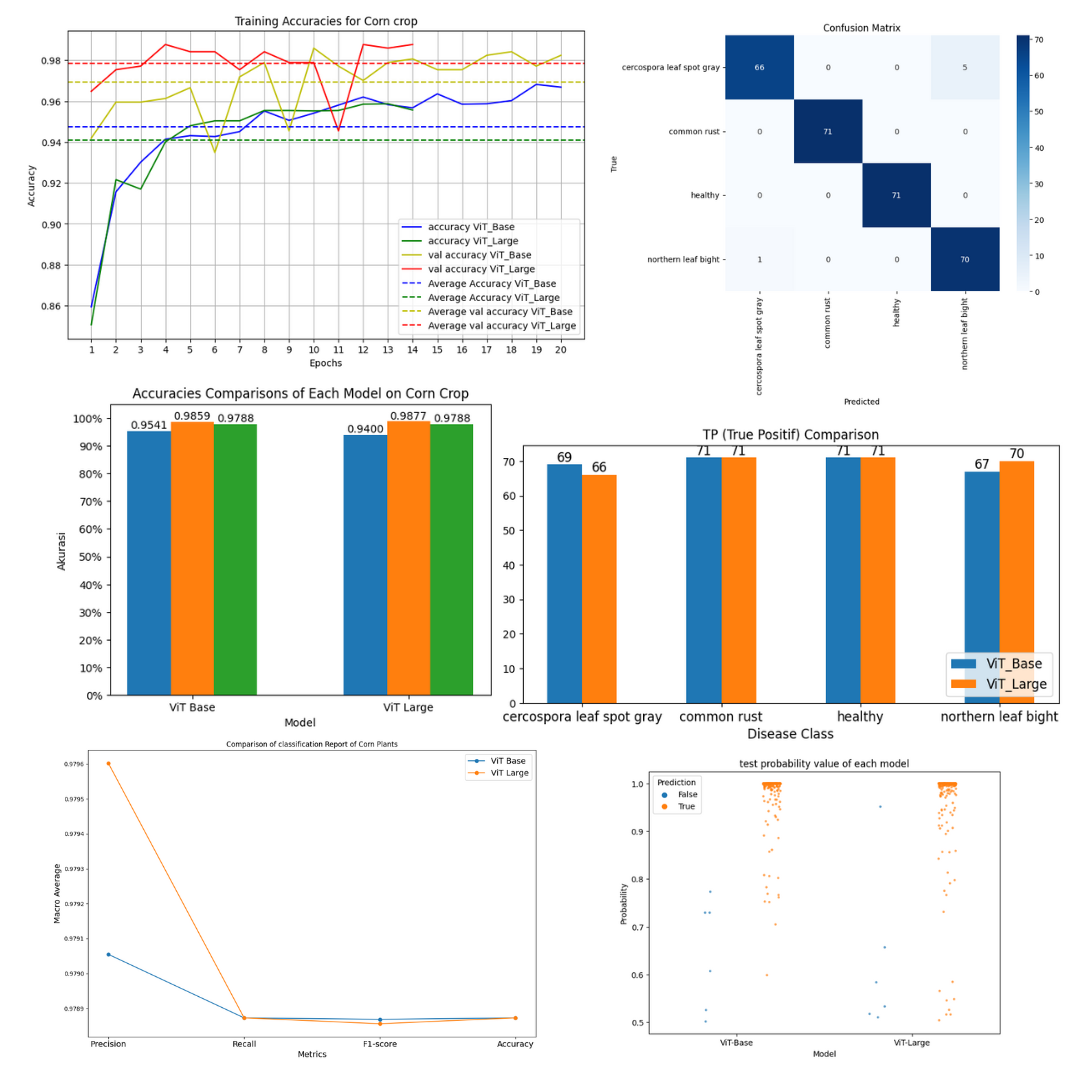 Training Accuracies for Corn crop
Accuracy
0.98
0.96
0.94
0.92
0.90
0.88
0.86
accuracy ViT_Base
accuracy ViT_Large
val accuracy ViT_Base
val accuracy ViT_Large
Average Accuracy ViT_Base
Average Accuracy ViT_Large
Average val accuracy ViT_Base
Average val accuracy ViT_Large
1 2 3 4 5 6 7 8 9 10 11 12 13 14 15 16 17 18 19 20
Epochs
Confusion Matrix
True
cercospora leaf spot gray 66 0 0 5
common rust 0 71 0 0
healthy 0 0 71 0
northern leaf bight 1 0 0 70
cercospora leaf spot gray
common rust
healthy
northern leaf bight
Predicted
70
60
50
40
30
20
10
0
Accuracies Comparisons of Each Model on Corn Crop
Akurasi
100%
90%
80%
70%
60%
50%
40%
30%
20%
10%
0%
0.9541 0.9859 0.9788 0.9400 0.9877 0.9788
ViT Base ViT Large
Model
TP (True Positif) Comparison
70
60
50
40
30
20
10
0
69 66 71 71 71 71 67 70
ViT_Base
ViT_Large
cercospora leaf spot gray common rust healthy northern leaf bight
Disease Class
Comparison of classification Report of Corn Plants
Macro Average
0.9796
0.9795
0.9794
0.9793
0.9792
0.9791
0.9790
0.9789
ViT Base
ViT Large
Precision Recall F1-score Accuracy
Metrics
test probability value of each model
Probability
1.0
0.9
0.8
0.7
0.6
0.5
Prediction
False
True
ViT-Base ViT-Large
Model